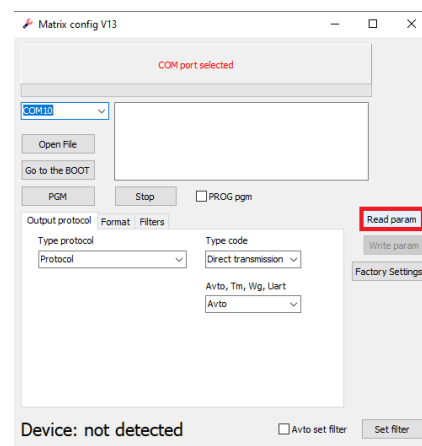 Matrix config V13
COM port selected
COM10
Open File
Go to the BOOT
PGM Stop PROG pgm
Output protocol Format Filters
Read param
Type protocol Type code
Write param
Protocol Direct transmission
Factory Settings
Avto, Tm, Wg, Uart
Avto
Device: not detected Avto set filter Set filter